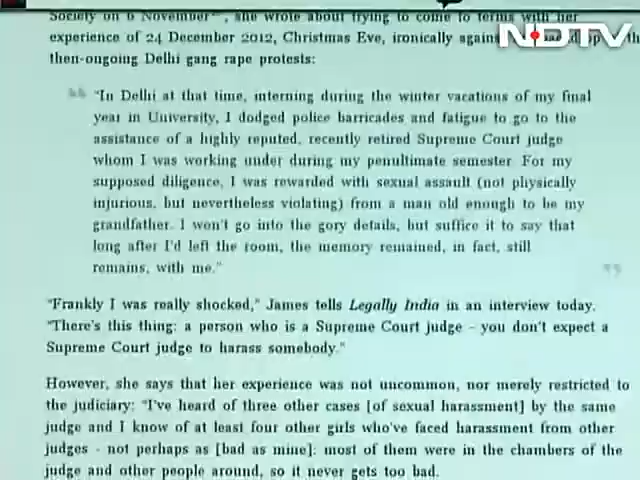 Society on 6 November, she wrote about trying to come to terms with her
experience of 24 December 2012, Christmas Eve, ironically against
NDTV
then-ongoing Delhi gang rape protests:
“In Delhi at that time, interning during the winter vacations of my final
year in University, I dodged police barricades and fatigue to go to the
assistance of a highly reputed, recently retired Supreme Court judge
whom I was working under during my penultimate semester. For my
supposed diligence, I was rewarded with sexual assault (not physically
injurious, but nevertheless violating) from a man old enough to be my
grandfather. I won't go into the gory details, but suffice it to say that
long after I'd left the room, the memory remained, in fact, still
remains, with me.”
“Frankly I was really shocked,” James tells Legally India in an interview today.
“There's this thing: a person who is a Supreme Court judge - you don't expect a
Supreme Court judge to harass somebody.”
However, she says that her experience was not uncommon, nor merely restricted to
the judiciary: “I've heard of three other cases [of sexual harassment] by the same
judge and I know of at least four other girls who've faced harassment from other
judges - not perhaps as [bad as mine]: most of them were in the chambers of the
judge and other people around, so it never gets too bad.